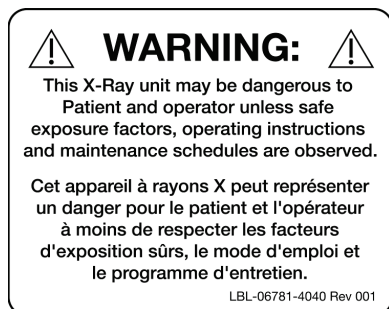 WARNING:
This X-Ray unit may be dangerous to
Patient and operator unless safe
exposure factors, operating instructions
and maintenance schedules are observed.
Cet appareil à rayons X peut représenter
un danger pour le patient et l'opérateur
à moins de respecter les facteurs
d'exposition sûrs, le mode d'emploi et
le programme d'entretien.
LBL-06781-4040 Rev 001